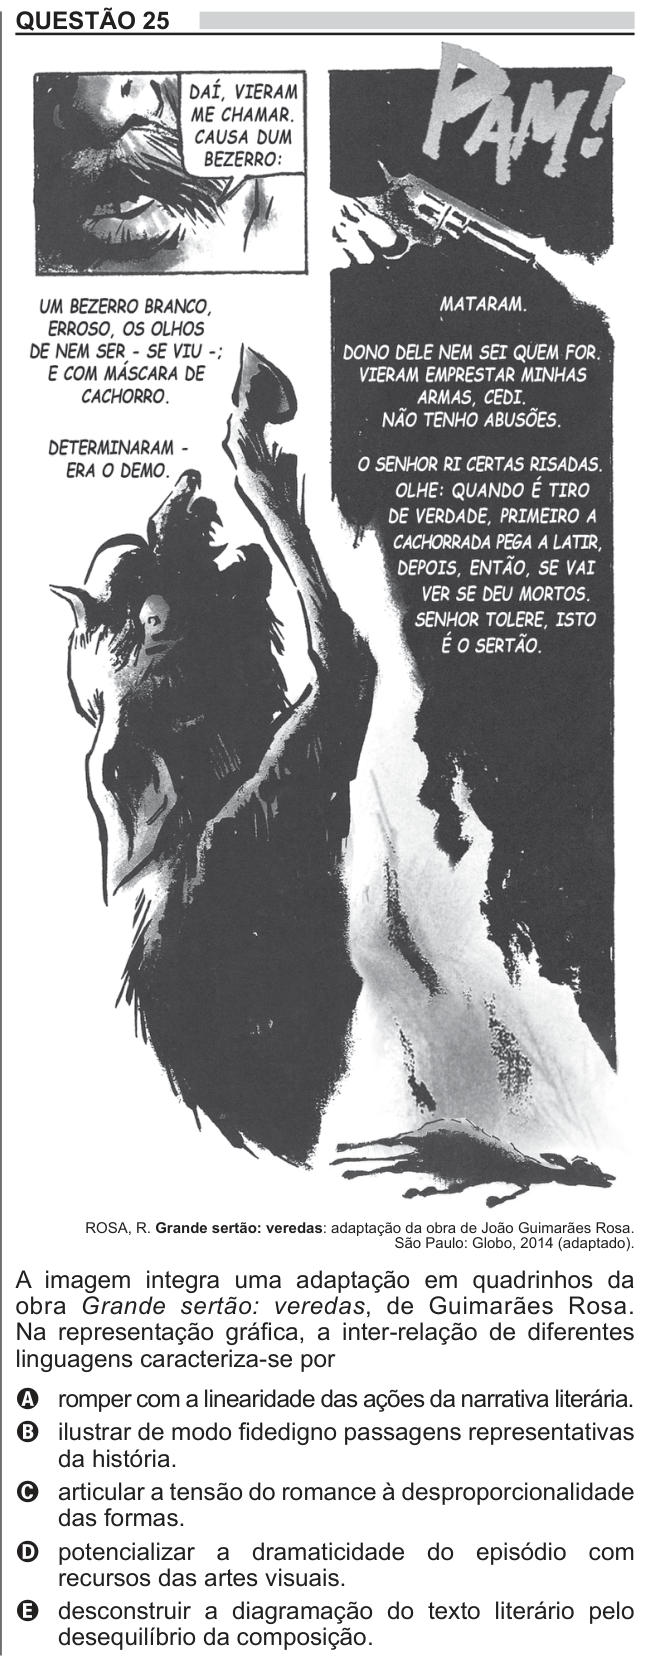 QUESTÃO 25
DAÍ, VIERAM
ME CHAMAR.
CAUSA DUM
BEZERRO:
UM BEZERRO BRANCO,
ERROSO, OS OLHOS
DE NEM SER - SE VIU -;
E COM MÁSCARA DE
CACHORRO.
DETERMINARAM -
ERA O DEMO.
PAM!
MATARAM.
DONO DELE NEM SEI QUEM FOR.
VIERAM EMPRESTAR MINHAS
ARMAS, CEDI.
NÃO TENHO ABUSÕES.
O SENHOR RI CERTAS RISADAS.
OLHE: QUANDO É TIRO
DE VERDADE, PRIMEIRO A
CACHORRADA PEGA A LATIR,
DEPOIS, ENTÃO, SE VAI
VER SE DEU MORTOS.
SENHOR TOLERE, ISTO
É O SERTÃO.
ROSA, R. Grande sertão: veredas: adaptação da obra de João Guimarães Rosa.
São Paulo: Globo, 2014 (adaptado).
A imagem integra uma adaptação em quadrinhos da
obra Grande sertão: veredas, de Guimarães Rosa.
Na representação gráfica, a inter-relação de diferentes
linguagens caracteriza-se por
A romper com a linearidade das ações da narrativa literária.
B ilustrar de modo fidedigno passagens representativas
da história.
C articular a tensão do romance à desproporcionalidade
das formas.
D potencializar a dramaticidade do episódio com
recursos das artes visuais.
E desconstruir a diagramação do texto literário pelo
desequilíbrio da composição.